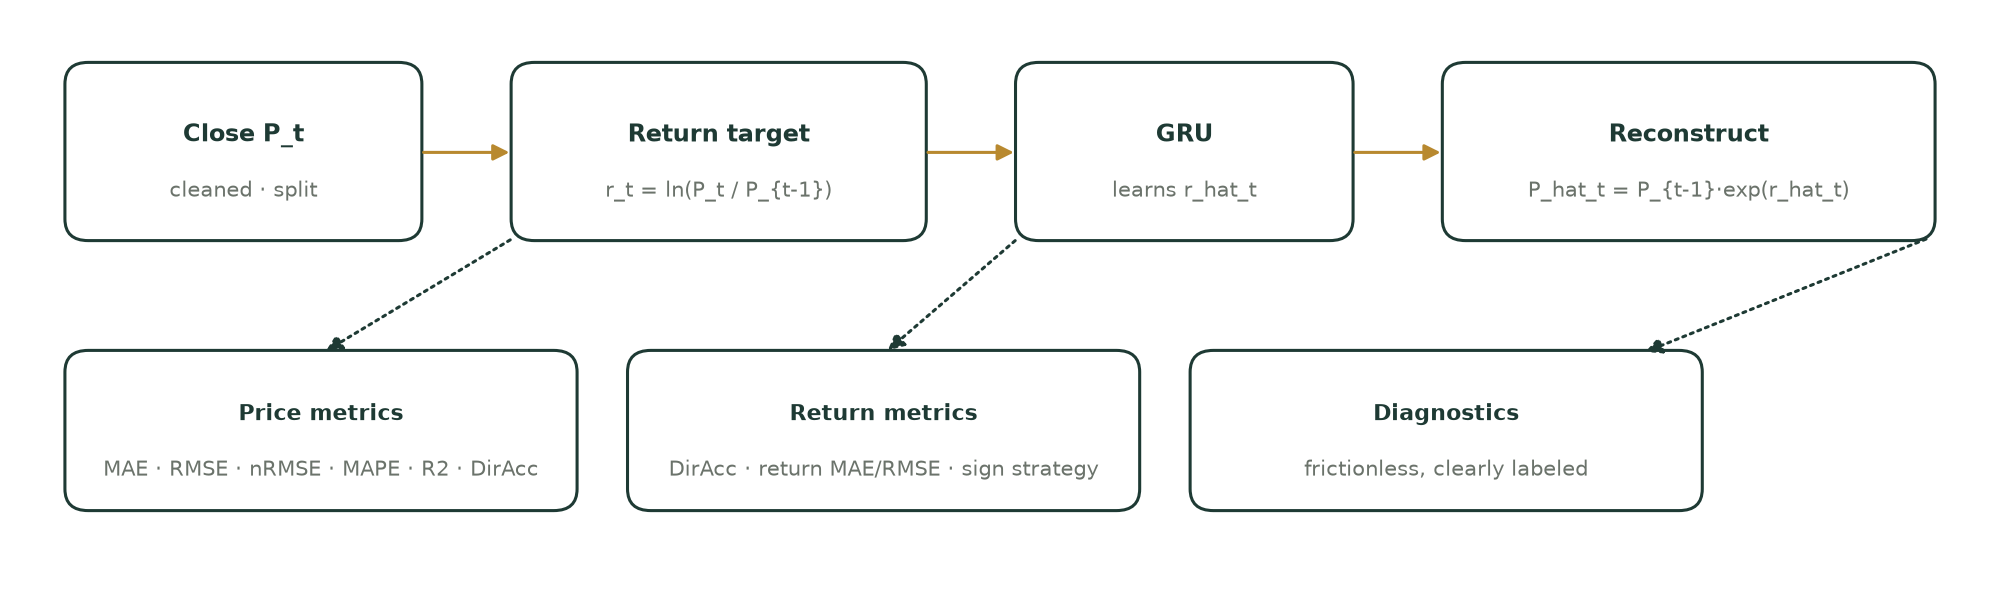 Close P_t
cleaned · split
Return target
r_t = ln(P_t / P_{t-1})
GRU
learns r_hat_t
Reconstruct
P_hat_t = P_{t-1}·exp(r_hat_t)
Price metrics
MAE · RMSE · nRMSE · MAPE · R2 · DirAcc
Return metrics
DirAcc · return MAE/RMSE · sign strategy
Diagnostics
frictionless, clearly labeled